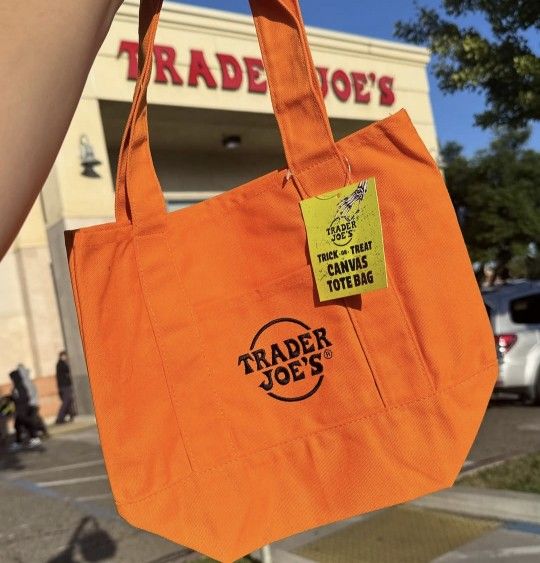 TRADER JOE'S
TRADER
JOE'S
TRICK OR TREAT
CANVAS
TOTE BAG
TRADER
JOE'S®